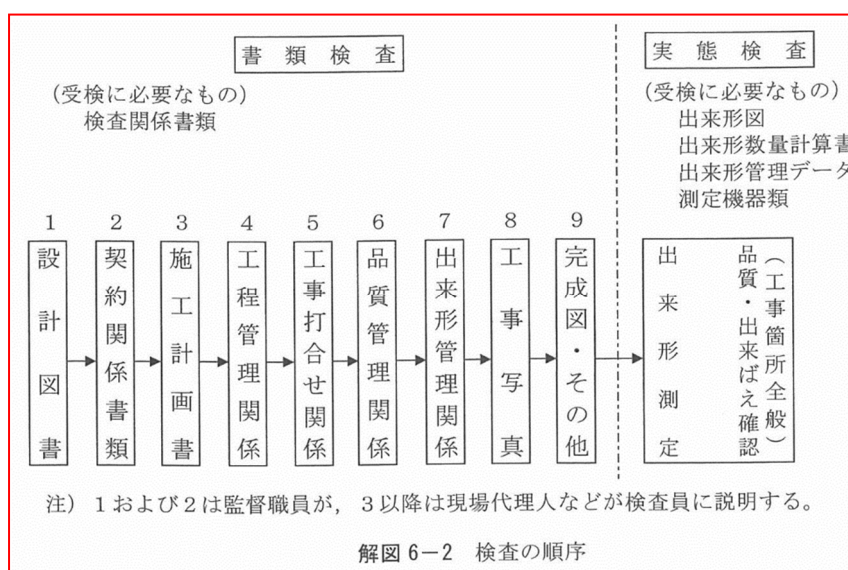 書類検査
(受検に必要なもの)
検査関係書類
実態検査
(受検に必要なもの)
出来形図
出来形数量計算書
出来形管理データ
測定機器類
1
設計図書
2
契約関係書類
3
施工計画書
4
工程管理関係
5
工事打合せ関係
6
品質管理関係
7
出来形管理関係
8
工事写真
9
完成図・その他
出来形測定
品質・出来ばえ確認
(工事箇所全般)
注) 1および2は監督職員が,3以降は現場代理人などが検査員に説明する。
解図6-2 検査の順序